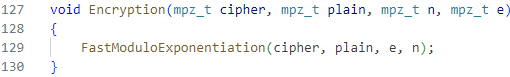 127 void Encryption(mpz_t cipher, mpz_t plain, mpz_t n, mpz_t e)
128 {
129     FastModuloExponentiation(cipher, plain, e, n);
130 }